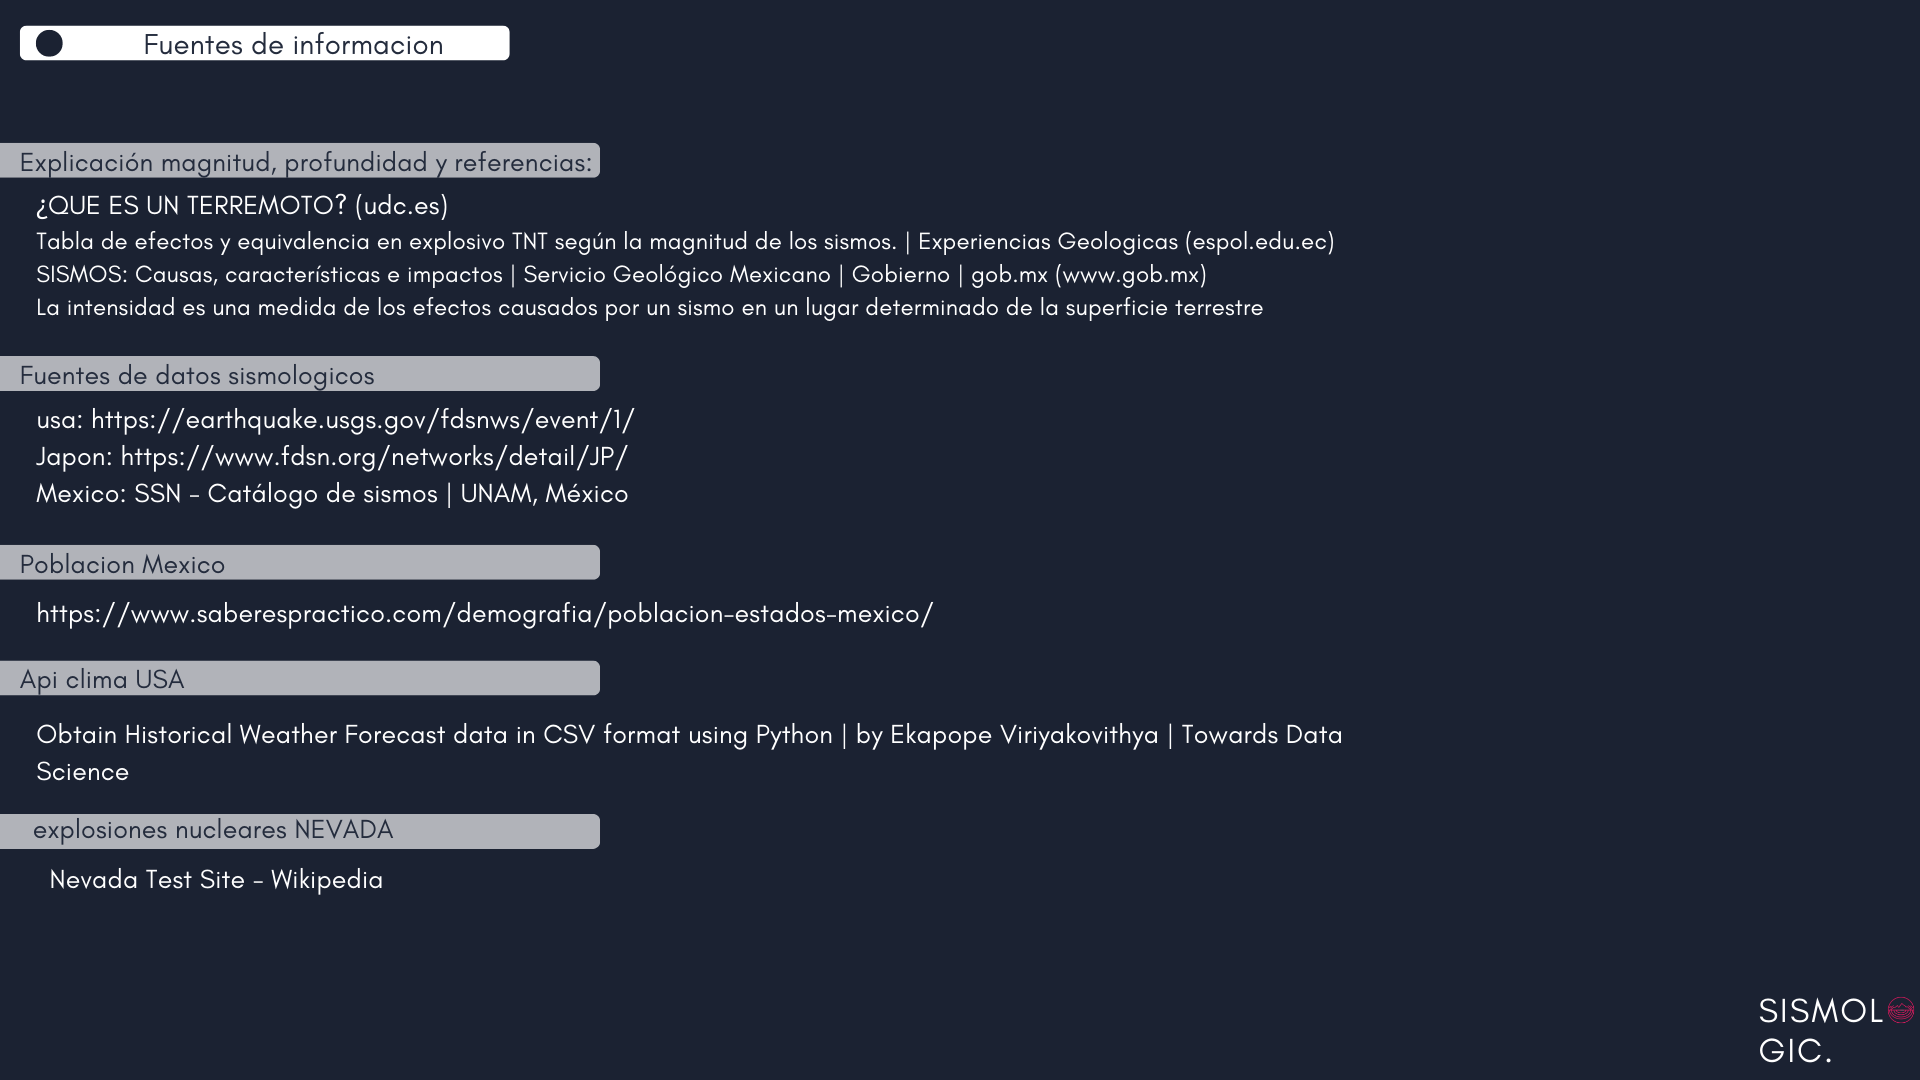 Fuentes de informacion
Explicación magnitud, profundidad y referencias:
¿QUE ES UN TERREMOTO? (udc.es)
Tabla de efectos y equivalencia en explosivo TNT según la magnitud de los sismos. | Experiencias Geologicas (espol.edu.ec)
SISMOS: Causas, características e impactos | Servicio Geológico Mexicano | Gobierno | gob.mx (www.gob.mx)
La intensidad es una medida de los efectos causados por un sismo en un lugar determinado de la superficie terrestre
Fuentes de datos sismologicos
usa: https://earthquake.usgs.gov/fdsnws/event/1/
Japon: https://www.fdsn.org/networks/detail/JP/
Mexico: SSN - Catálogo de sismos | UNAM, México
Poblacion Mexico
https://www.saberespractico.com/demografia/poblacion-estados-mexico/
Api clima USA
Obtain Historical Weather Forecast data in CSV format using Python | by Ekapope Viriyakovithya | Towards Data
Science
explosiones nucleares NEVADA
Nevada Test Site - Wikipedia
SISMOL
GIC.